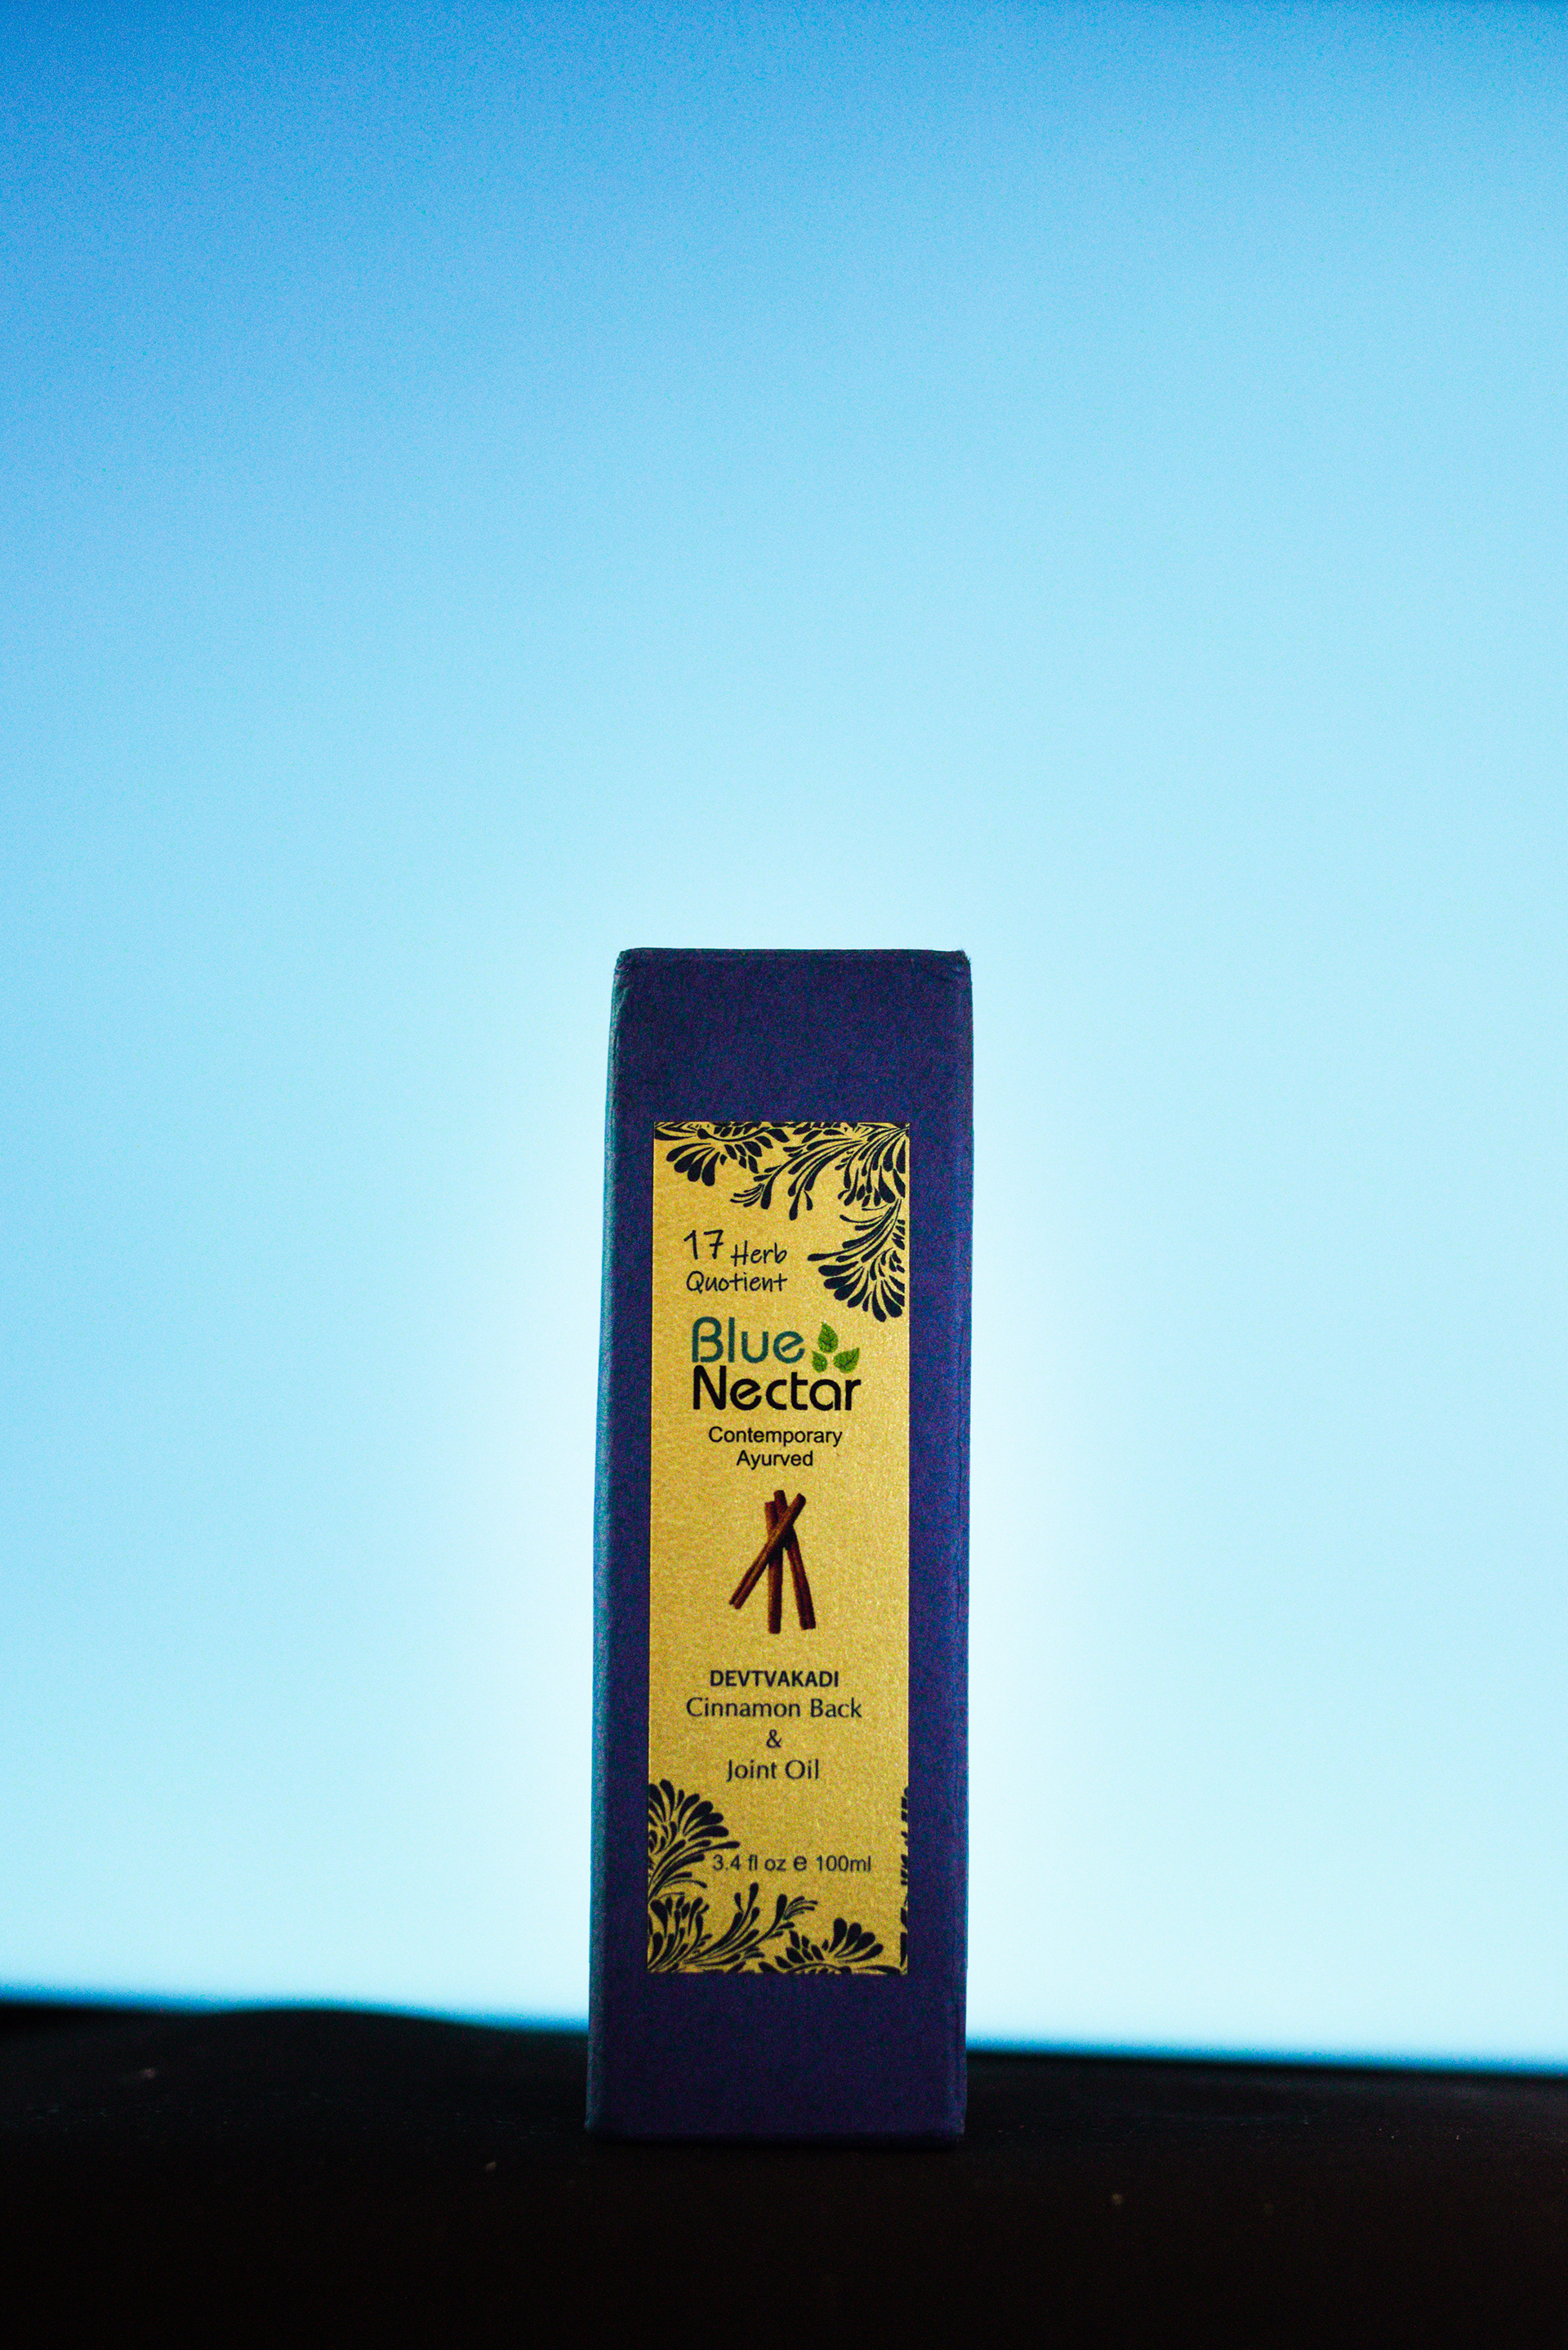 17 Herb
Quotient
Blue
Nectar
Contemporary
Ayurved
DEVTVAKADI
Cinnamon Back
&
Joint Oil
3.4 fl oz e 100ml